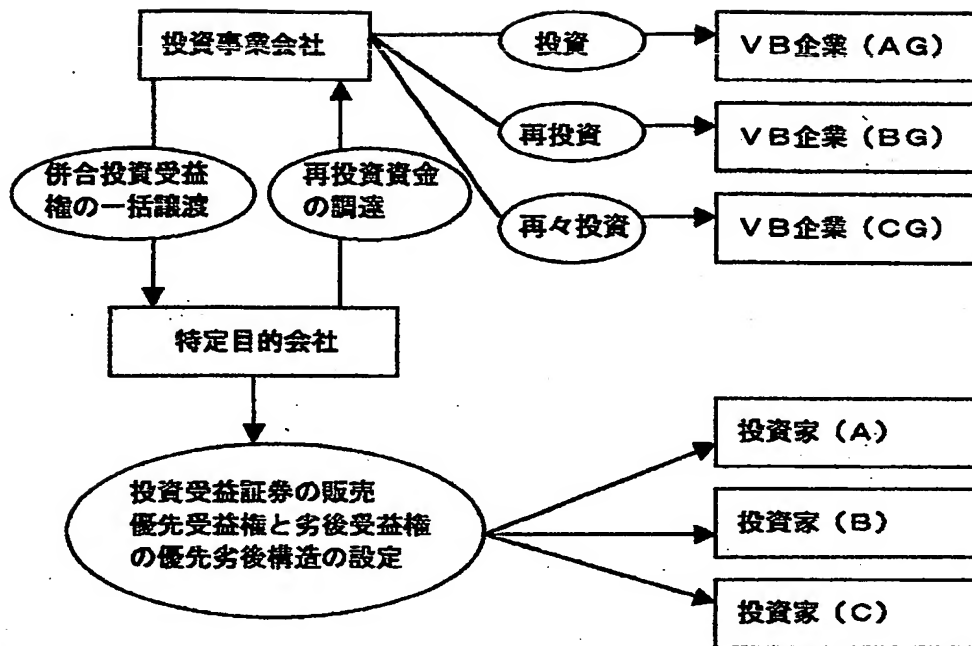 投資事業会社
投資
VB企業（AG）
再投資
VB企業（BG）
再々投資
VB企業（CG）
併合投資受益
権の一括譲渡
再投資資金
の調達
特定目的会社
投資受益証券の販売
優先受益権と劣後受益権
の優先劣後構造の設定
投資家（A）
投資家（B）
投資家（C）